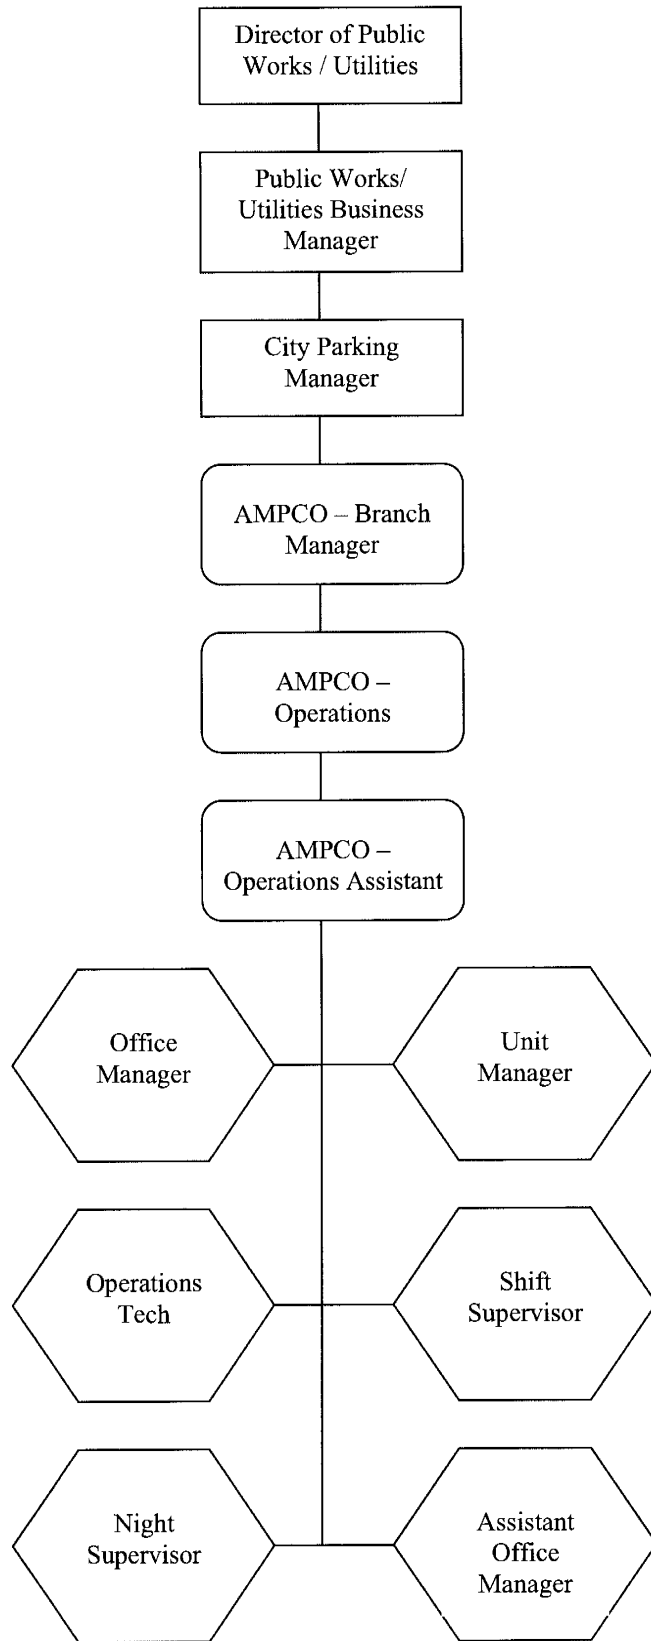 Director of Public
Works / Utilities
Public Works/
Utilities Business
Manager
City Parking
Manager
AMPCO – Branch
Manager
AMPCO –
Operations
AMPCO –
Operations Assistant
Office
Manager
Unit
Manager
Operations
Tech
Shift
Supervisor
Night
Supervisor
Assistant
Office
Manager